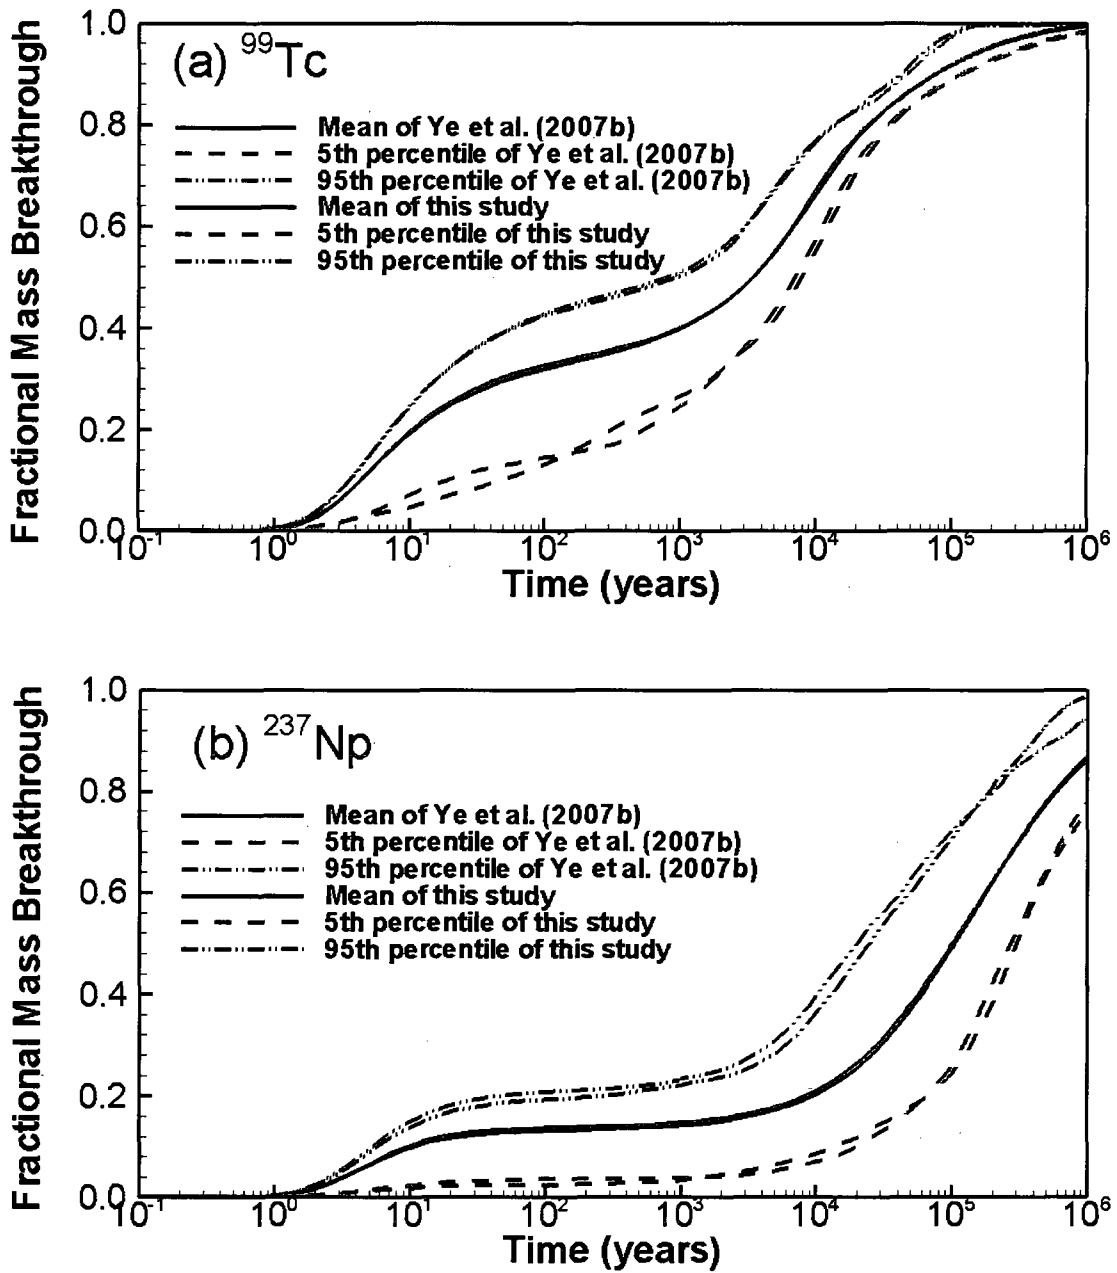 (a) ⁹⁹Tc
Fractional Mass Breakthrough
1.0
0.8
0.6
0.4
0.2
0.0
Mean of Ye et al. (2007b)
5th percentile of Ye et al. (2007b)
95th percentile of Ye et al. (2007b)
Mean of this study
5th percentile of this study
95th percentile of this study
10⁻¹ 10⁰ 10¹ 10² 10³ 10⁴ 10⁵ 10⁶
Time (years)
(b) ²³⁷Np
Fractional Mass Breakthrough
1.0
0.8
0.6
0.4
0.2
0.0
Mean of Ye et al. (2007b)
5th percentile of Ye et al. (2007b)
95th percentile of Ye et al. (2007b)
Mean of this study
5th percentile of this study
95th percentile of this study
10⁻¹ 10⁰ 10¹ 10² 10³ 10⁴ 10⁵ 10⁶
Time (years)